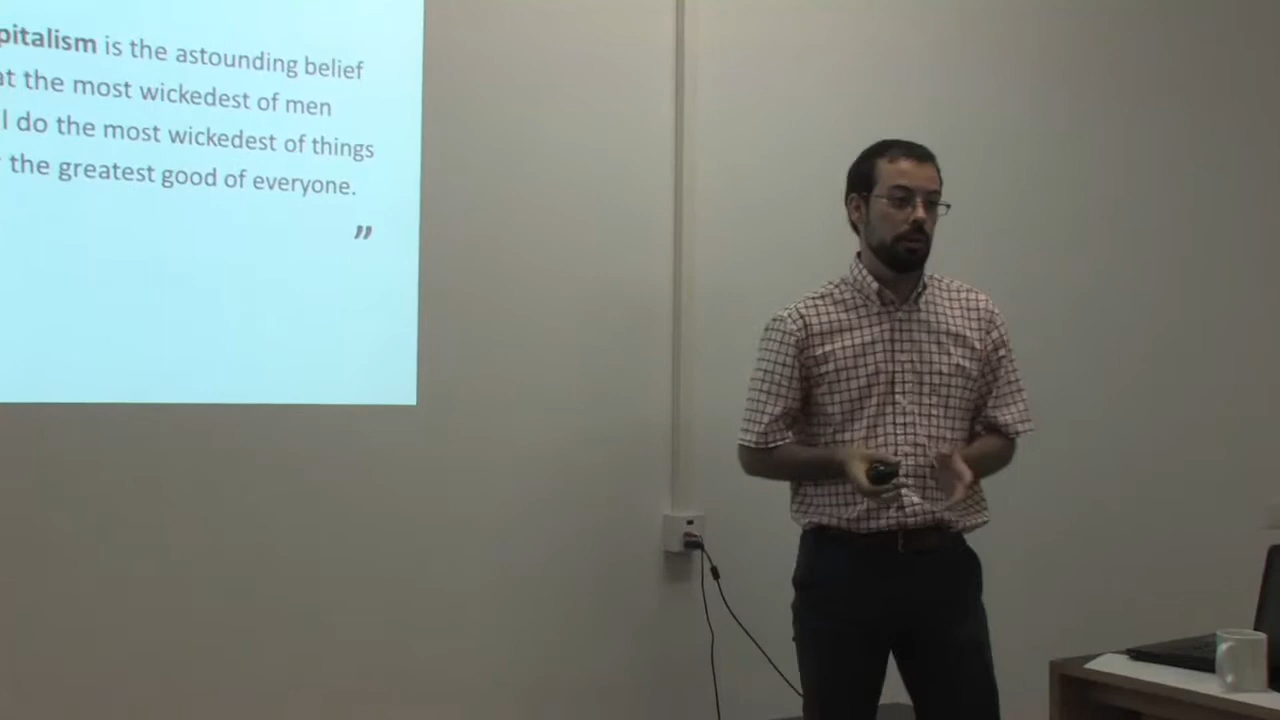 pitalism is the astounding belief
at the most wickedest of men
l do the most wickedest of things
the greatest good of everyone.
”